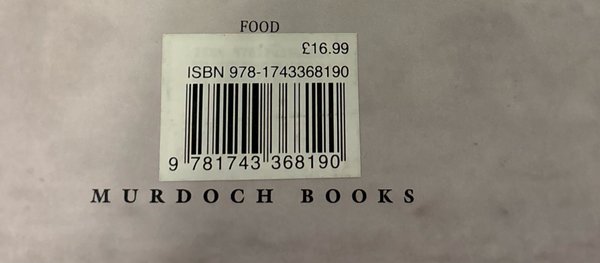 FOOD
£16.99
ISBN 978-1743368190
9 781743 368190
MURDOCH BOOKS